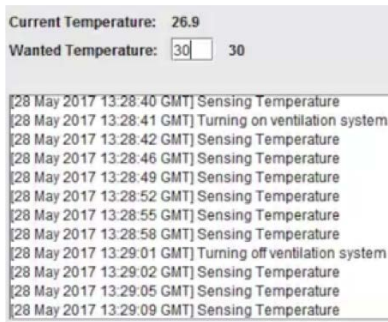 Current Temperature: 26.9
Wanted Temperature: 30 30
[28 May 2017 13:28:40 GMT] Sensing Temperature
[28 May 2017 13:28:41 GMT] Turning on ventilation system
[28 May 2017 13:28:42 GMT] Sensing Temperature
[28 May 2017 13:28:46 GMT] Sensing Temperature
[28 May 2017 13:28:49 GMT] Sensing Temperature
[28 May 2017 13:28:52 GMT] Sensing Temperature
[28 May 2017 13:28:55 GMT] Sensing Temperature
[28 May 2017 13:28:58 GMT] Sensing Temperature
[28 May 2017 13:29:01 GMT] Turning off ventilation system
[28 May 2017 13:29:02 GMT] Sensing Temperature
[28 May 2017 13:29:05 GMT] Sensing Temperature
[28 May 2017 13:29:09 GMT] Sensing Temperature